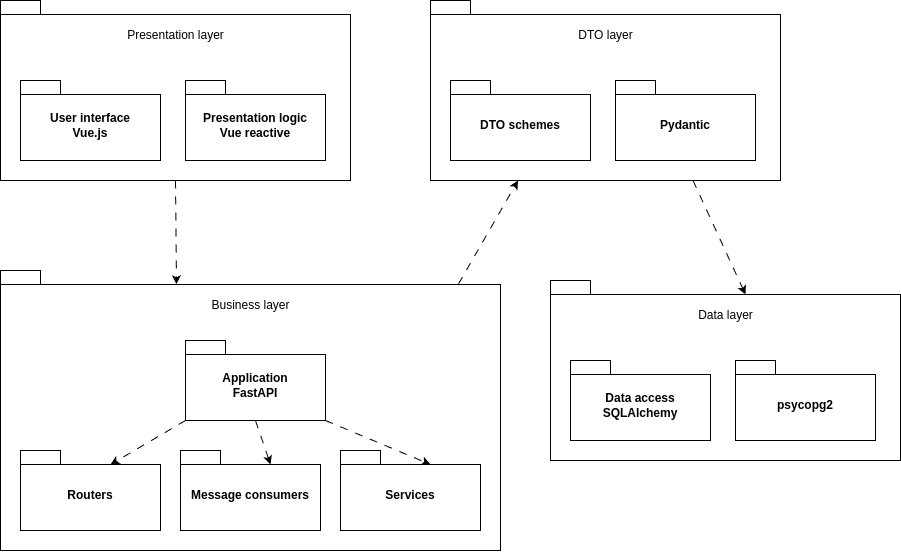 Presentation layer
User interface
Vue.js
Presentation logic
Vue reactive
DTO layer
DTO schemes
Pydantic
Business layer
Application
FastAPI
Routers
Message consumers
Services
Data layer
Data access
SQLAlchemy
psycopg2